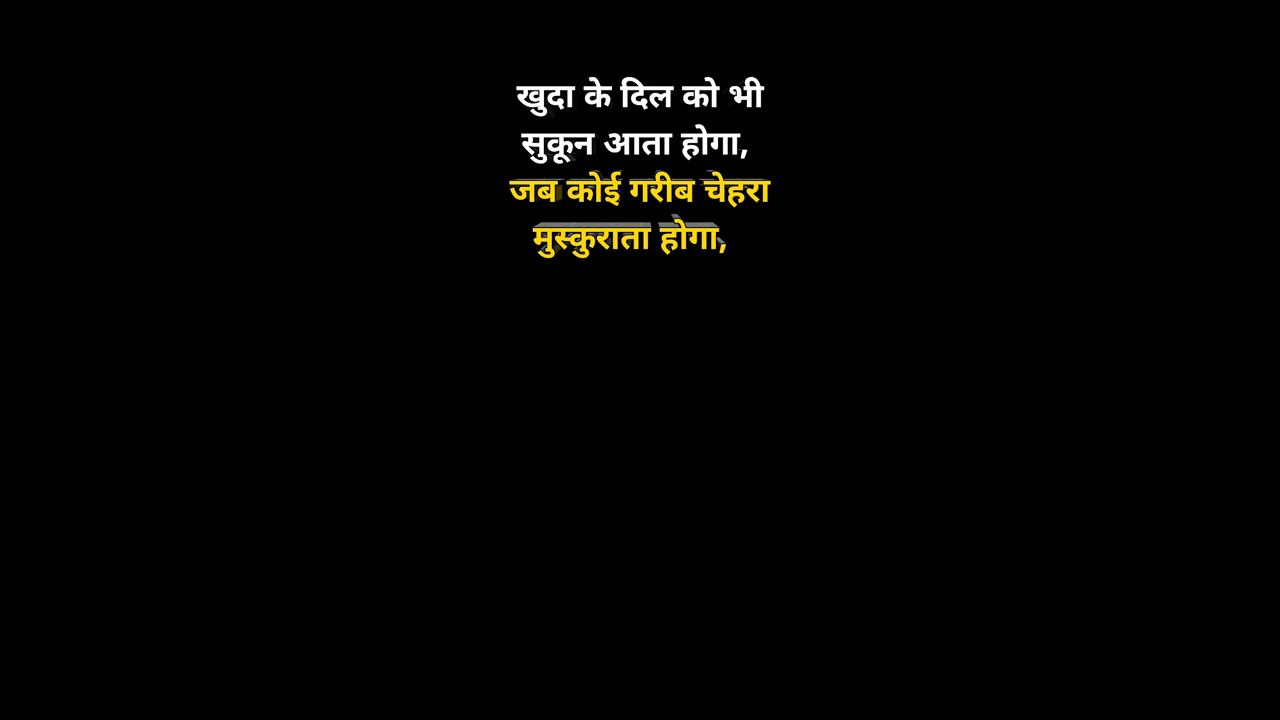 खुदा के दिल को भी
सुकून आता होगा,
जब कोई गरीब चेहरा
मुस्कुराता होगा,